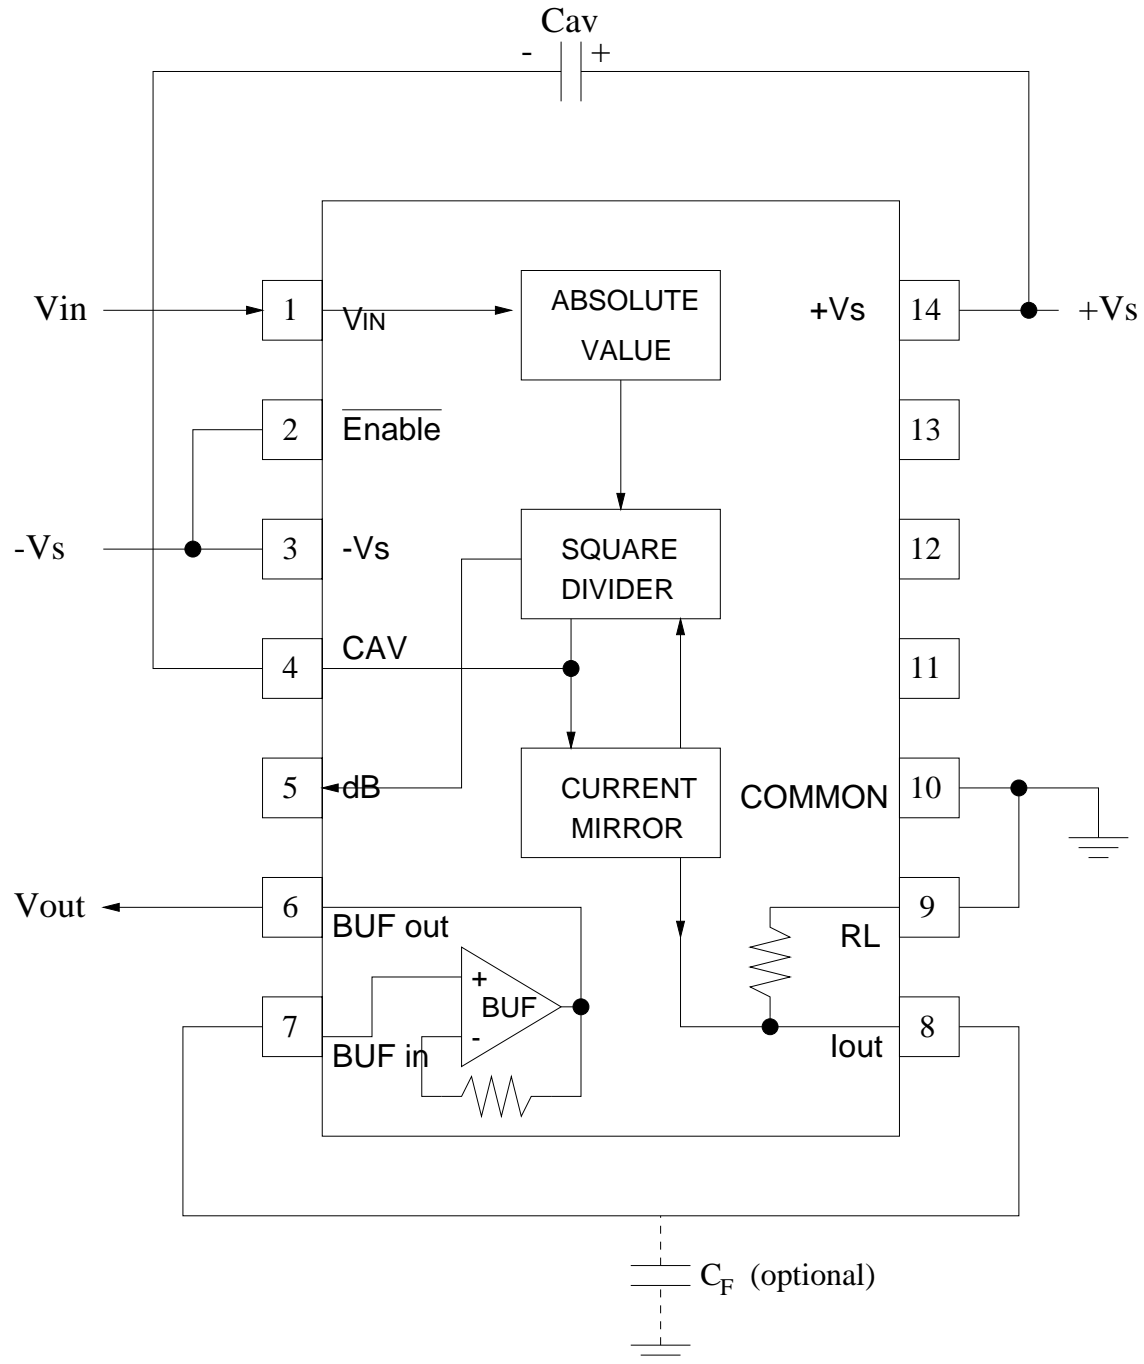 Cav
- +
Vin
1
VIN
ABSOLUTE
VALUE
+Vs
14
+Vs
2
Enable
13
-Vs
3
-Vs
SQUARE
DIVIDER
12
4
CAV
11
5
dB
CURRENT
MIRROR
COMMON
10
Vout
6
BUF out
RL
9
+
BUF
-
7
BUF in
Iout
8
CF (optional)